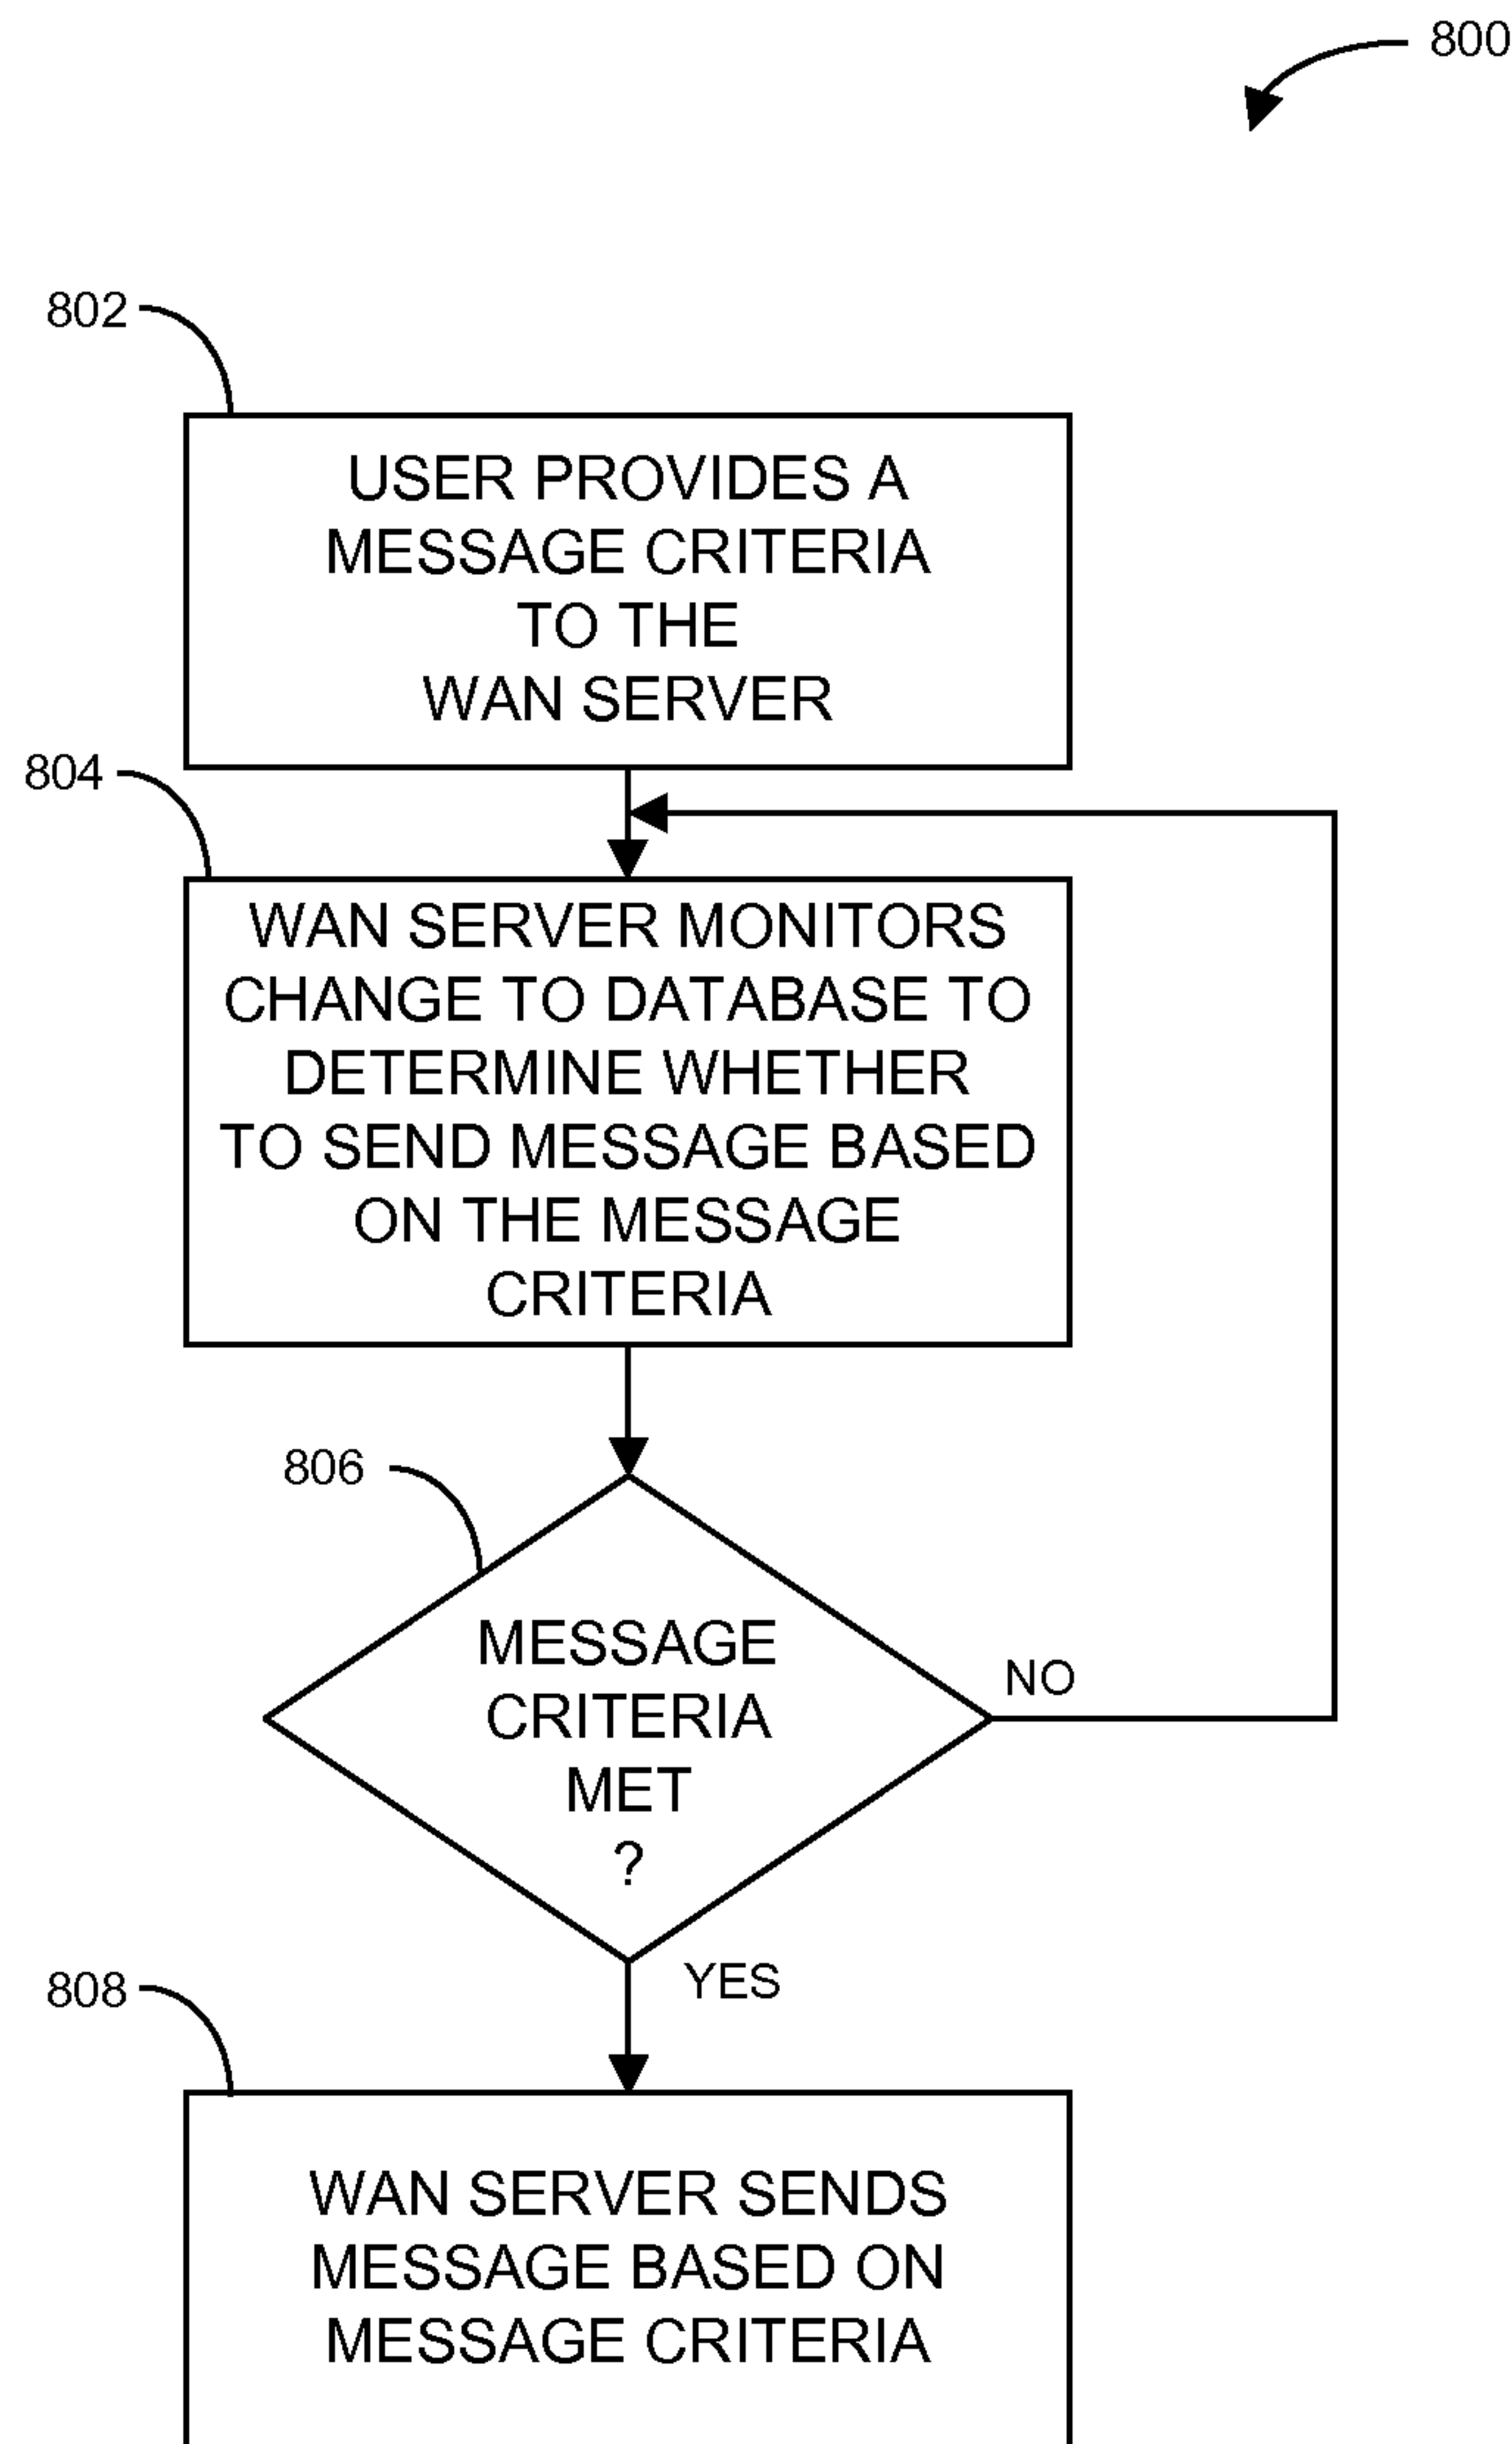 800
802
USER PROVIDES A
MESSAGE CRITERIA
TO THE
WAN SERVER
804
WAN SERVER MONITORS
CHANGE TO DATABASE TO
DETERMINE WHETHER
TO SEND MESSAGE BASED
ON THE MESSAGE
CRITERIA
806
MESSAGE
CRITERIA
MET
?
NO
YES
808
WAN SERVER SENDS
MESSAGE BASED ON
MESSAGE CRITERIA